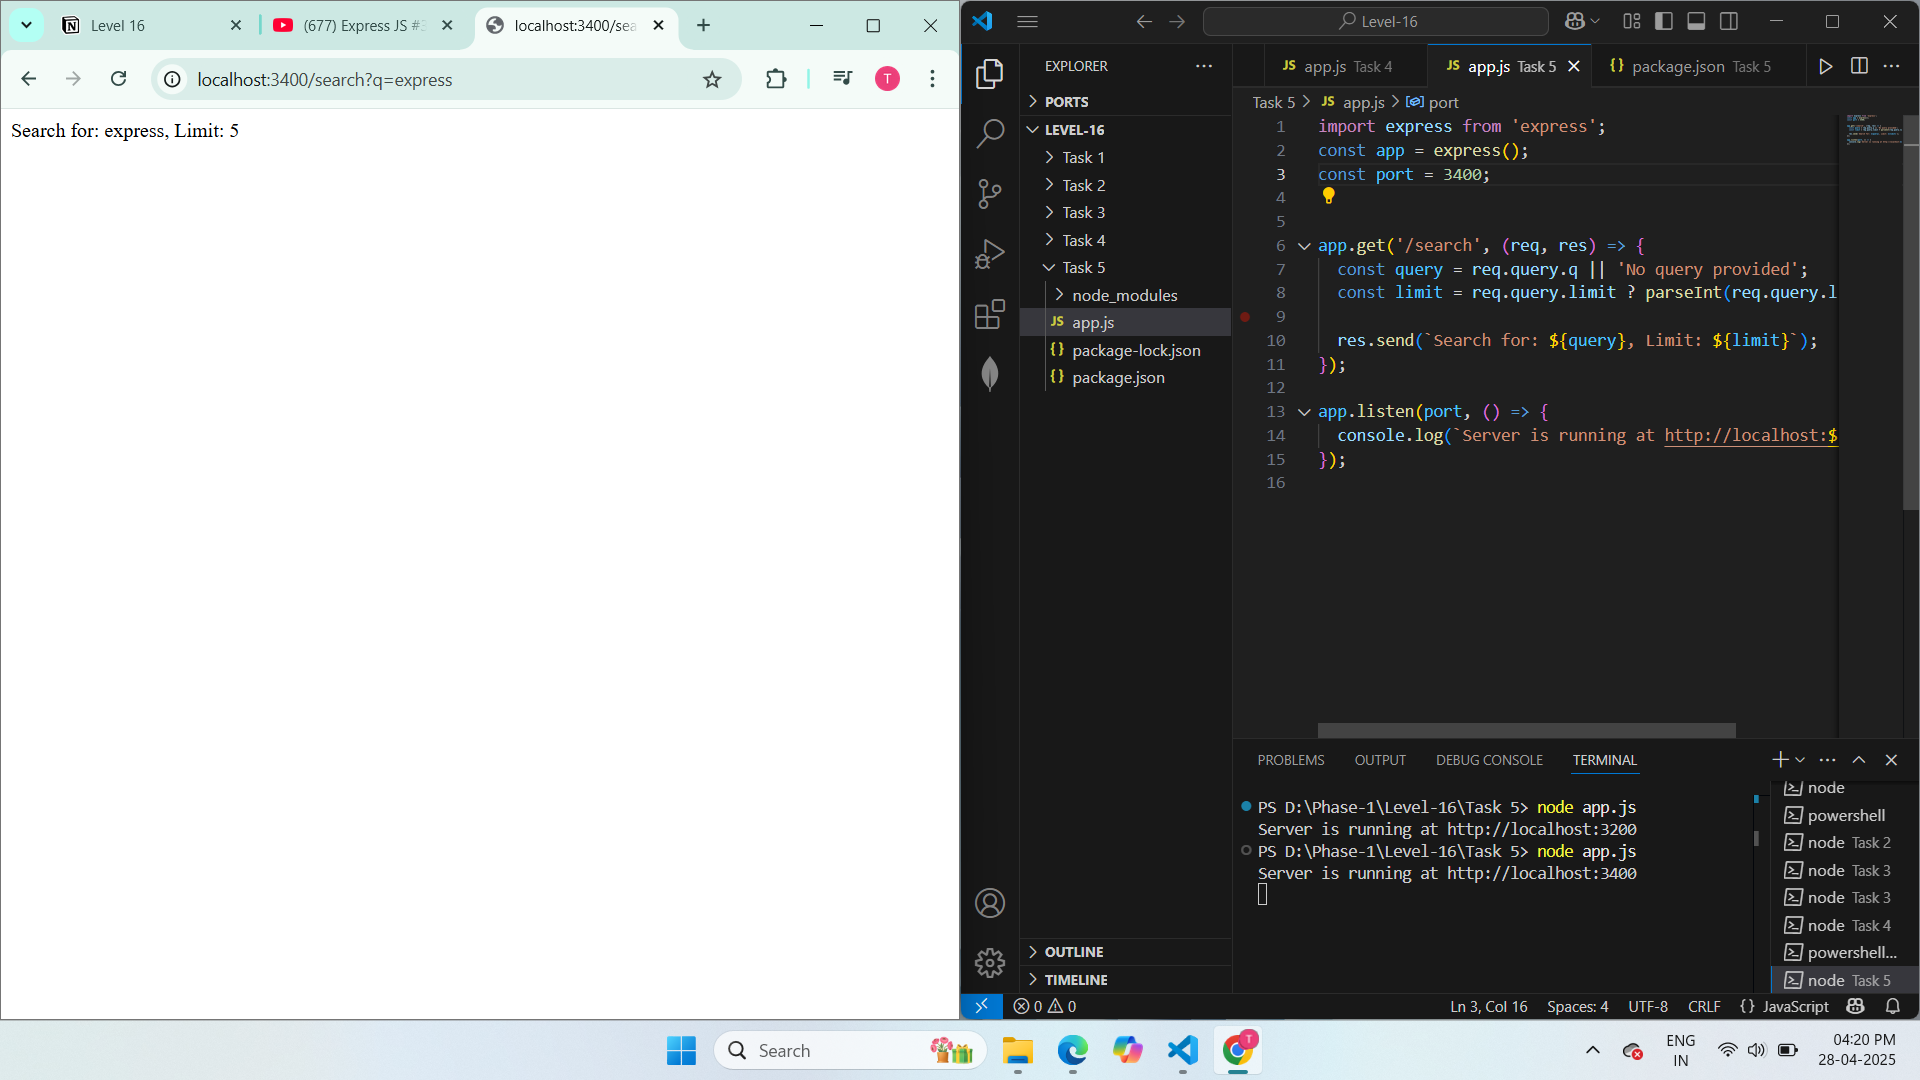 Level 16
(677) Express JS #
localhost:3400/sea
localhost:3400/search?q=express
T
Search for: express, Limit: 5
Level-16
EXPLORER
PORTS
LEVEL-16
Task 1
Task 2
Task 3
Task 4
Task 5
node_modules
JS app.js
{} package-lock.json
{} package.json
OUTLINE
TIMELINE
JS app.js Task 4
JS app.js Task 5
{} package.json Task 5
Task 5 > JS app.js > port
1 import express from 'express';
2 const app = express();
3 const port = 3400;
4
5
6 app.get('/search', (req, res) => {
7 const query = req.query.q || 'No query provided';
8 const limit = req.query.limit ? parseInt(req.query.l
9
10 res.send(`Search for: ${query}, Limit: ${limit}`);
11 });
12
13 app.listen(port, () => {
14 console.log(`Server is running at http://localhost:$
15 });
16
PROBLEMS OUTPUT DEBUG CONSOLE TERMINAL
PS D:\Phase-1\Level-16\Task 5> node app.js
Server is running at http://localhost:3200
PS D:\Phase-1\Level-16\Task 5> node app.js
Server is running at http://localhost:3400
node
powershell
node Task 2
node Task 3
node Task 3
node Task 4
powershell...
node Task 5
0 0
Ln 3, Col 16 Spaces: 4 UTF-8 CRLF {} JavaScript
Search
T
ENG
IN
04:20 PM
28-04-2025